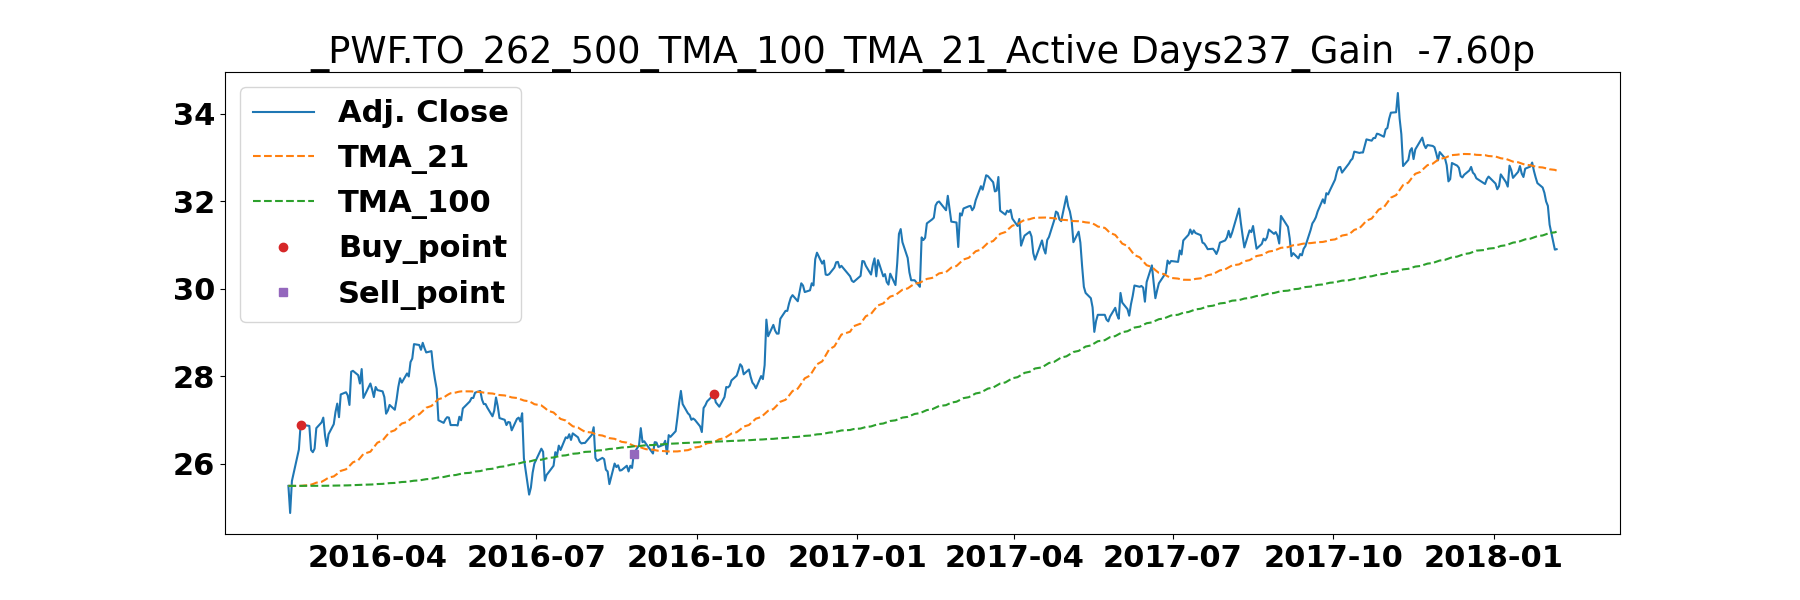 _PWF.TO_262_500_TMA_100_TMA_21_Active Days237_Gain  -7.60p
Adj. Close
TMA_21
TMA_100
Buy_point
Sell_point
34
32
30
28
26
2016-04 2016-07 2016-10 2017-01 2017-04 2017-07 2017-10 2018-01